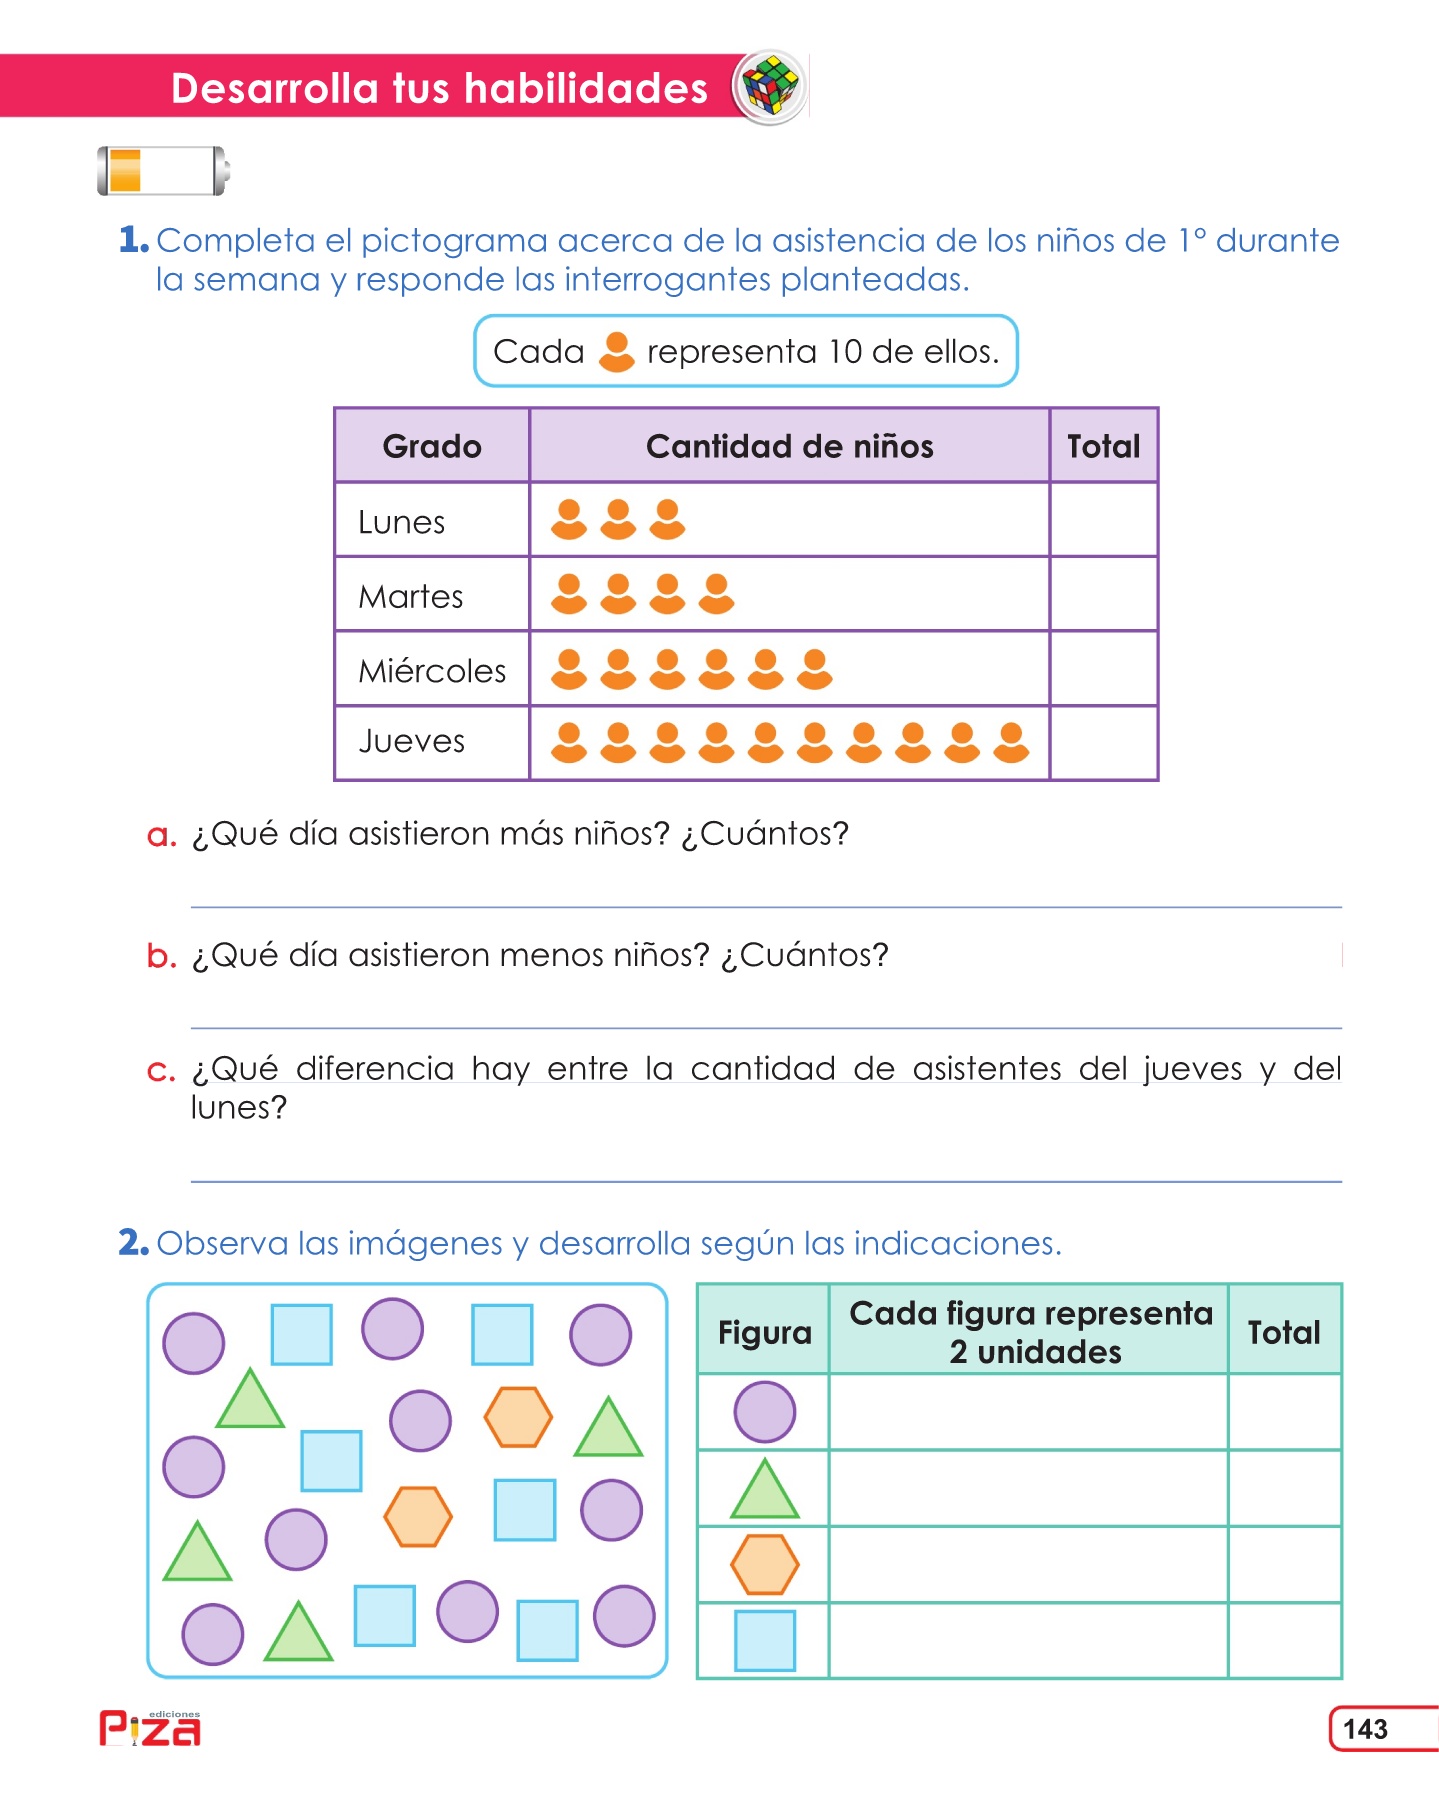 Desarrolla tus habilidades
1. Completa el pictograma acerca de la asistencia de los niños de 1° durante
la semana y responde las interrogantes planteadas.
Cada representa 10 de ellos.
Grado Cantidad de niños Total
Lunes
Martes
Miércoles
Jueves
a. ¿Qué día asistieron más niños? ¿Cuántos?
b. ¿Qué día asistieron menos niños? ¿Cuántos?
c. ¿Qué diferencia hay entre la cantidad de asistentes del jueves y del
lunes?
2. Observa las imágenes y desarrolla según las indicaciones.
Figura Cada figura representa
2 unidades Total
ediciones
Piza
143